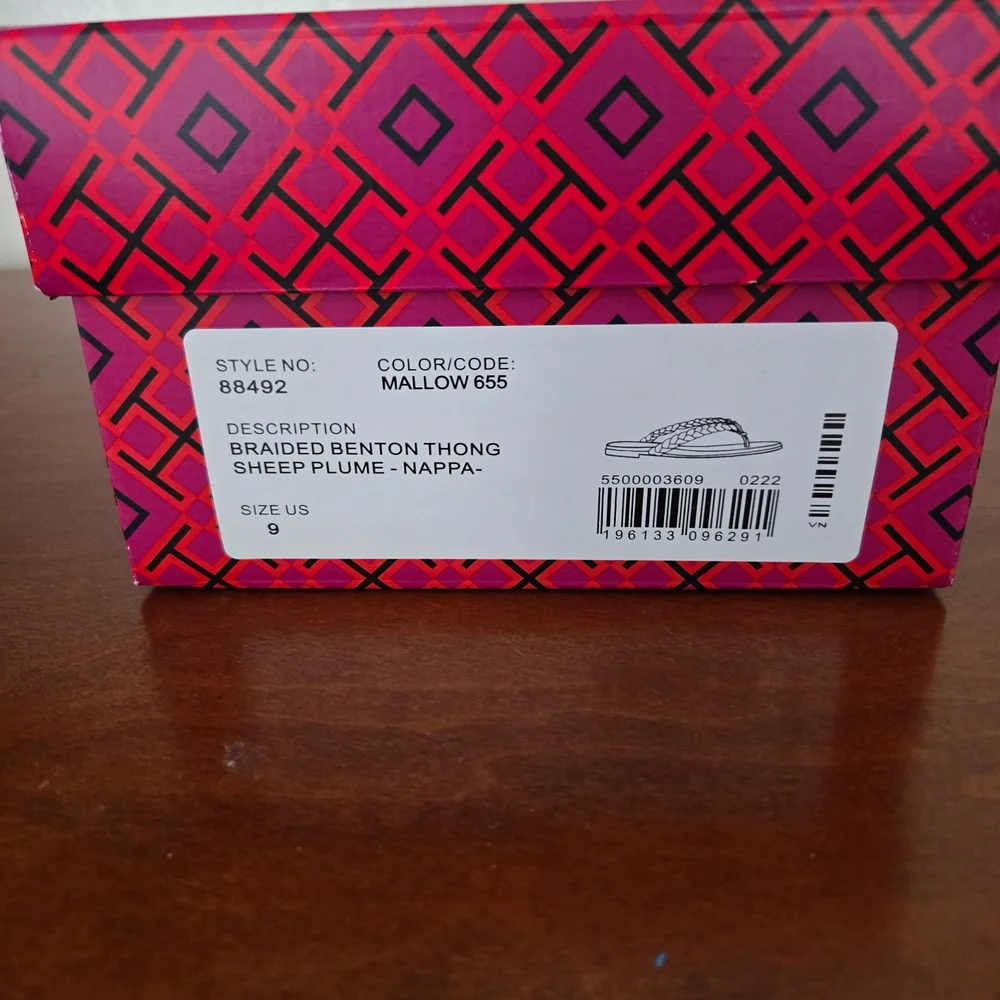 STYLE NO: COLOR/CODE:
88492 MALLOW 655
DESCRIPTION
BRAIDED BENTON THONG
SHEEP PLUME - NAPPA-
SIZE US
9
5500003609 0222
196133 096291
VN